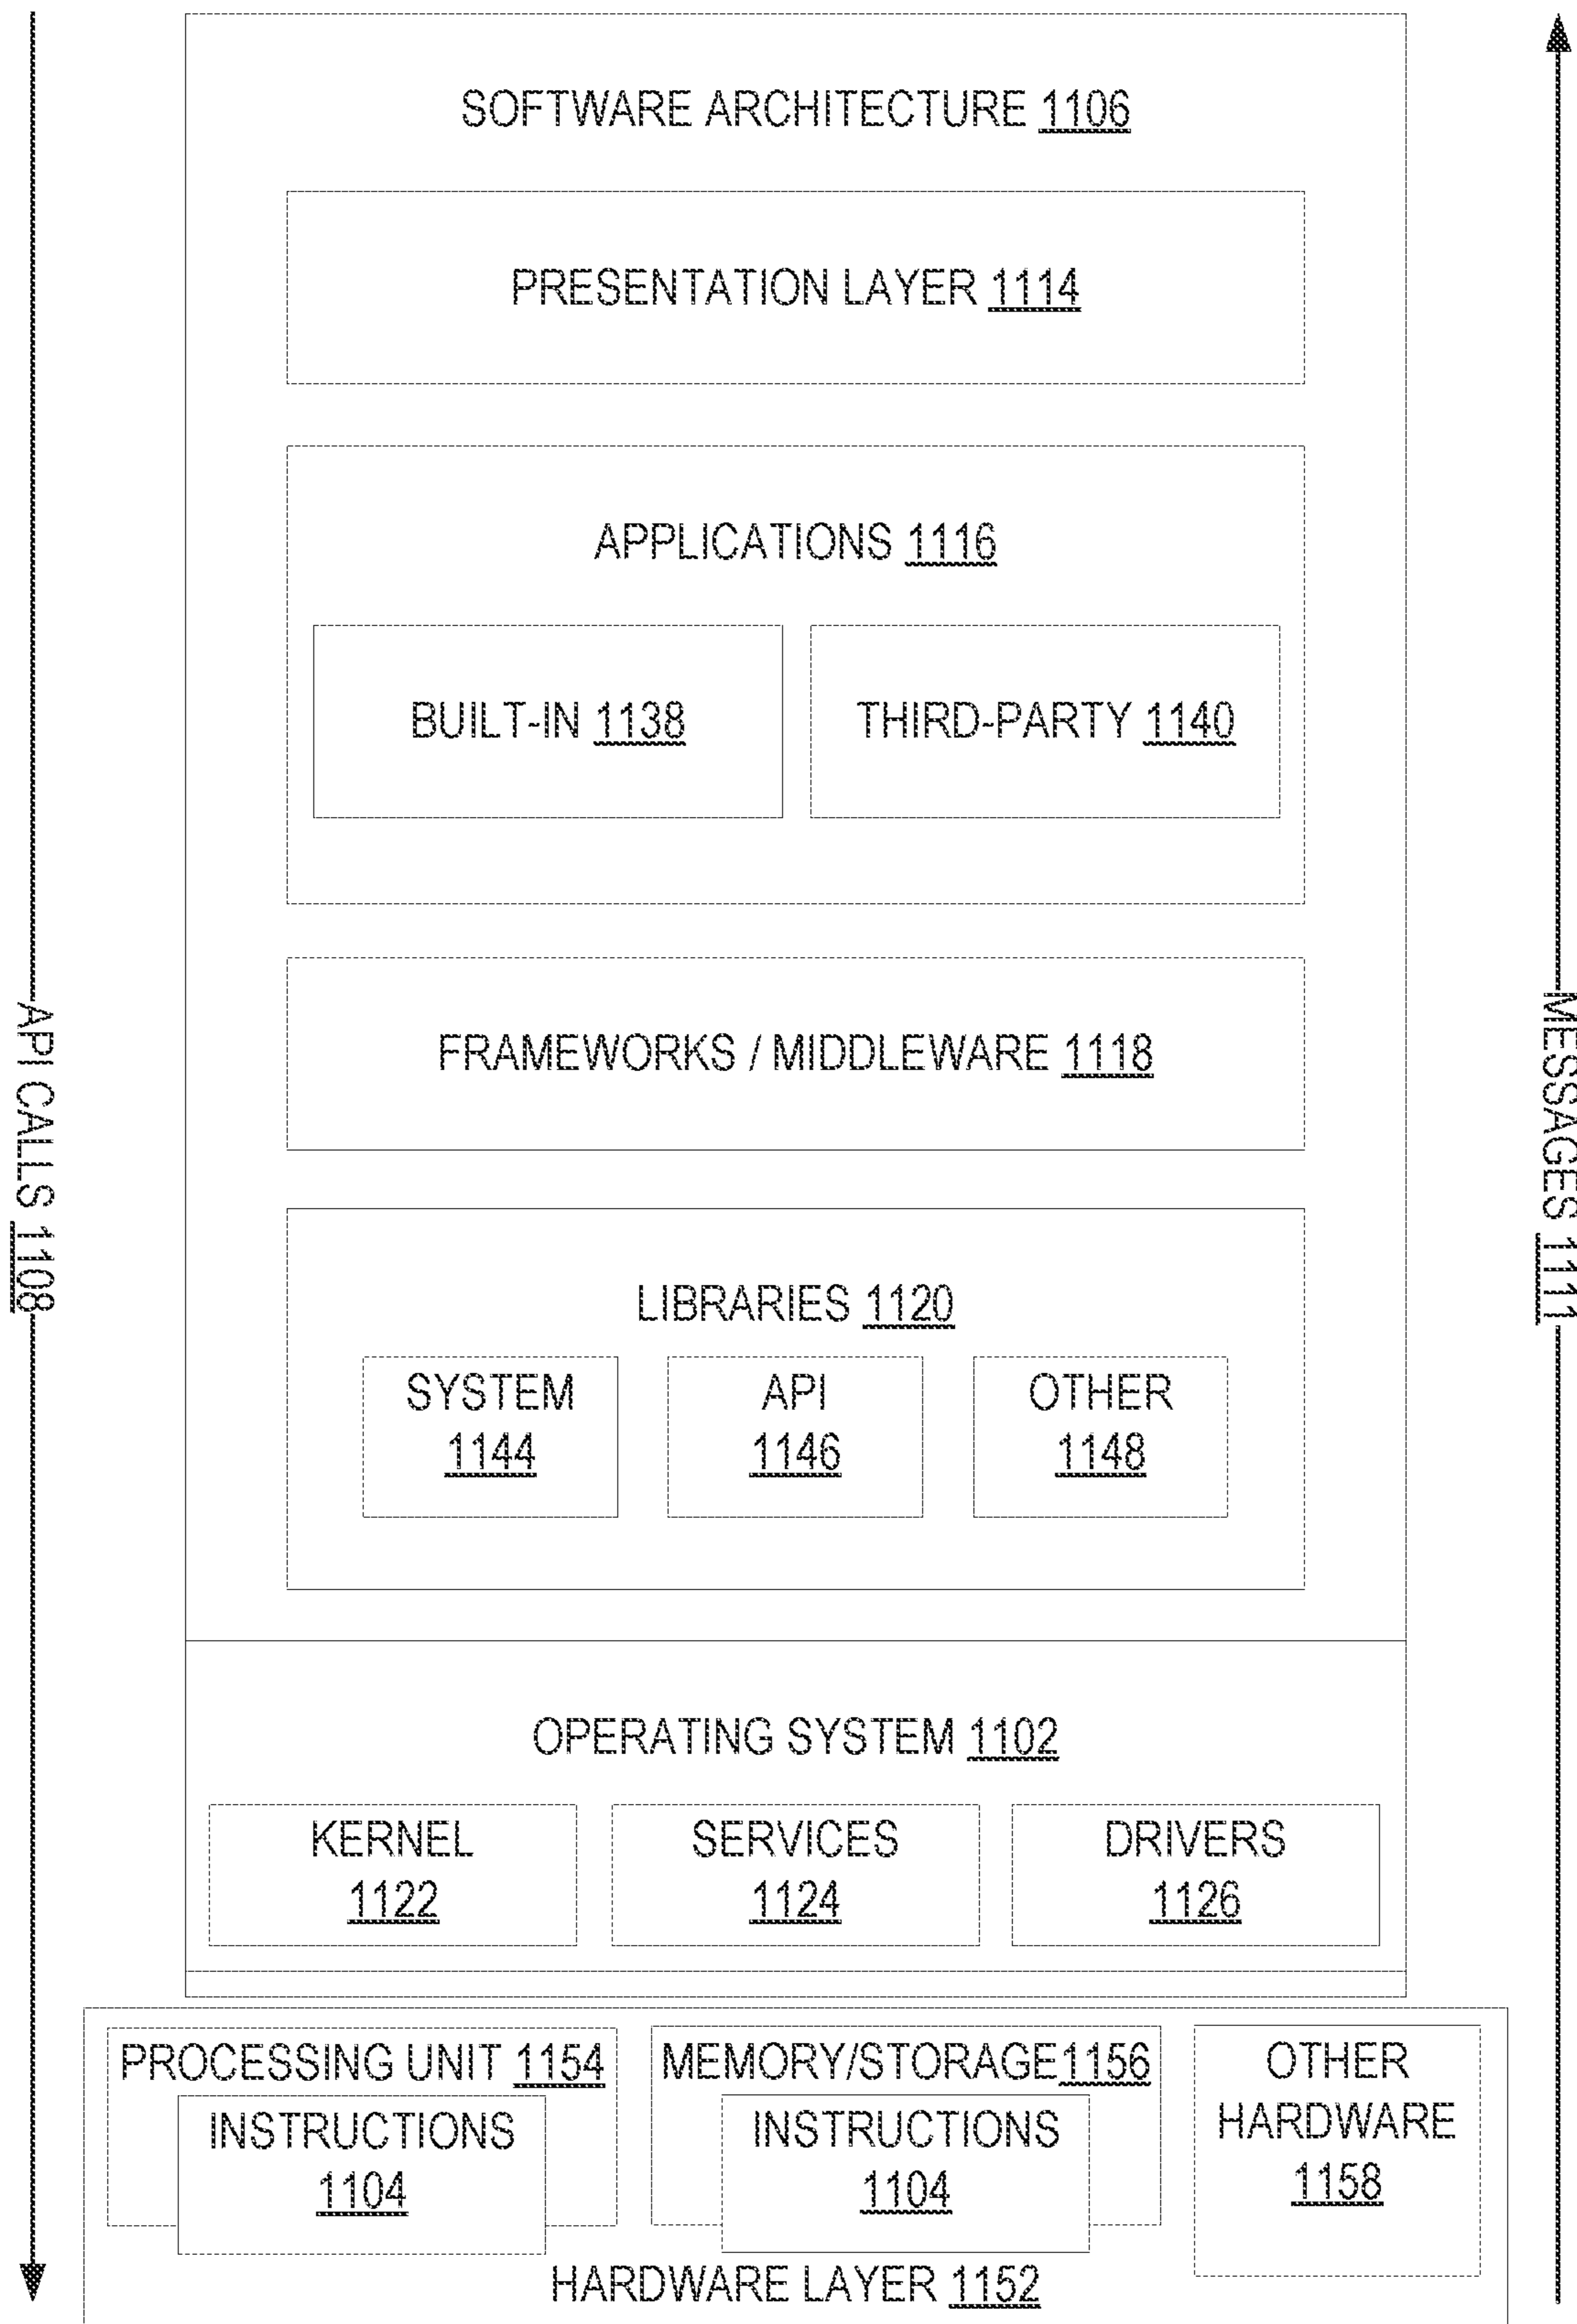 SOFTWARE ARCHITECTURE 1106
PRESENTATION LAYER 1114
APPLICATIONS 1116
BUILT-IN 1138
THIRD-PARTY 1140
FRAMEWORKS / MIDDLEWARE 1118
API CALLS 1108
MESSAGES 1111
LIBRARIES 1120
SYSTEM
1144
API
1146
OTHER
1148
OPERATING SYSTEM 1102
KERNEL
1122
SERVICES
1124
DRIVERS
1126
PROCESSING UNIT 1154
INSTRUCTIONS
1104
MEMORY/STORAGE1156
INSTRUCTIONS
1104
OTHER
HARDWARE
1158
HARDWARE LAYER 1152